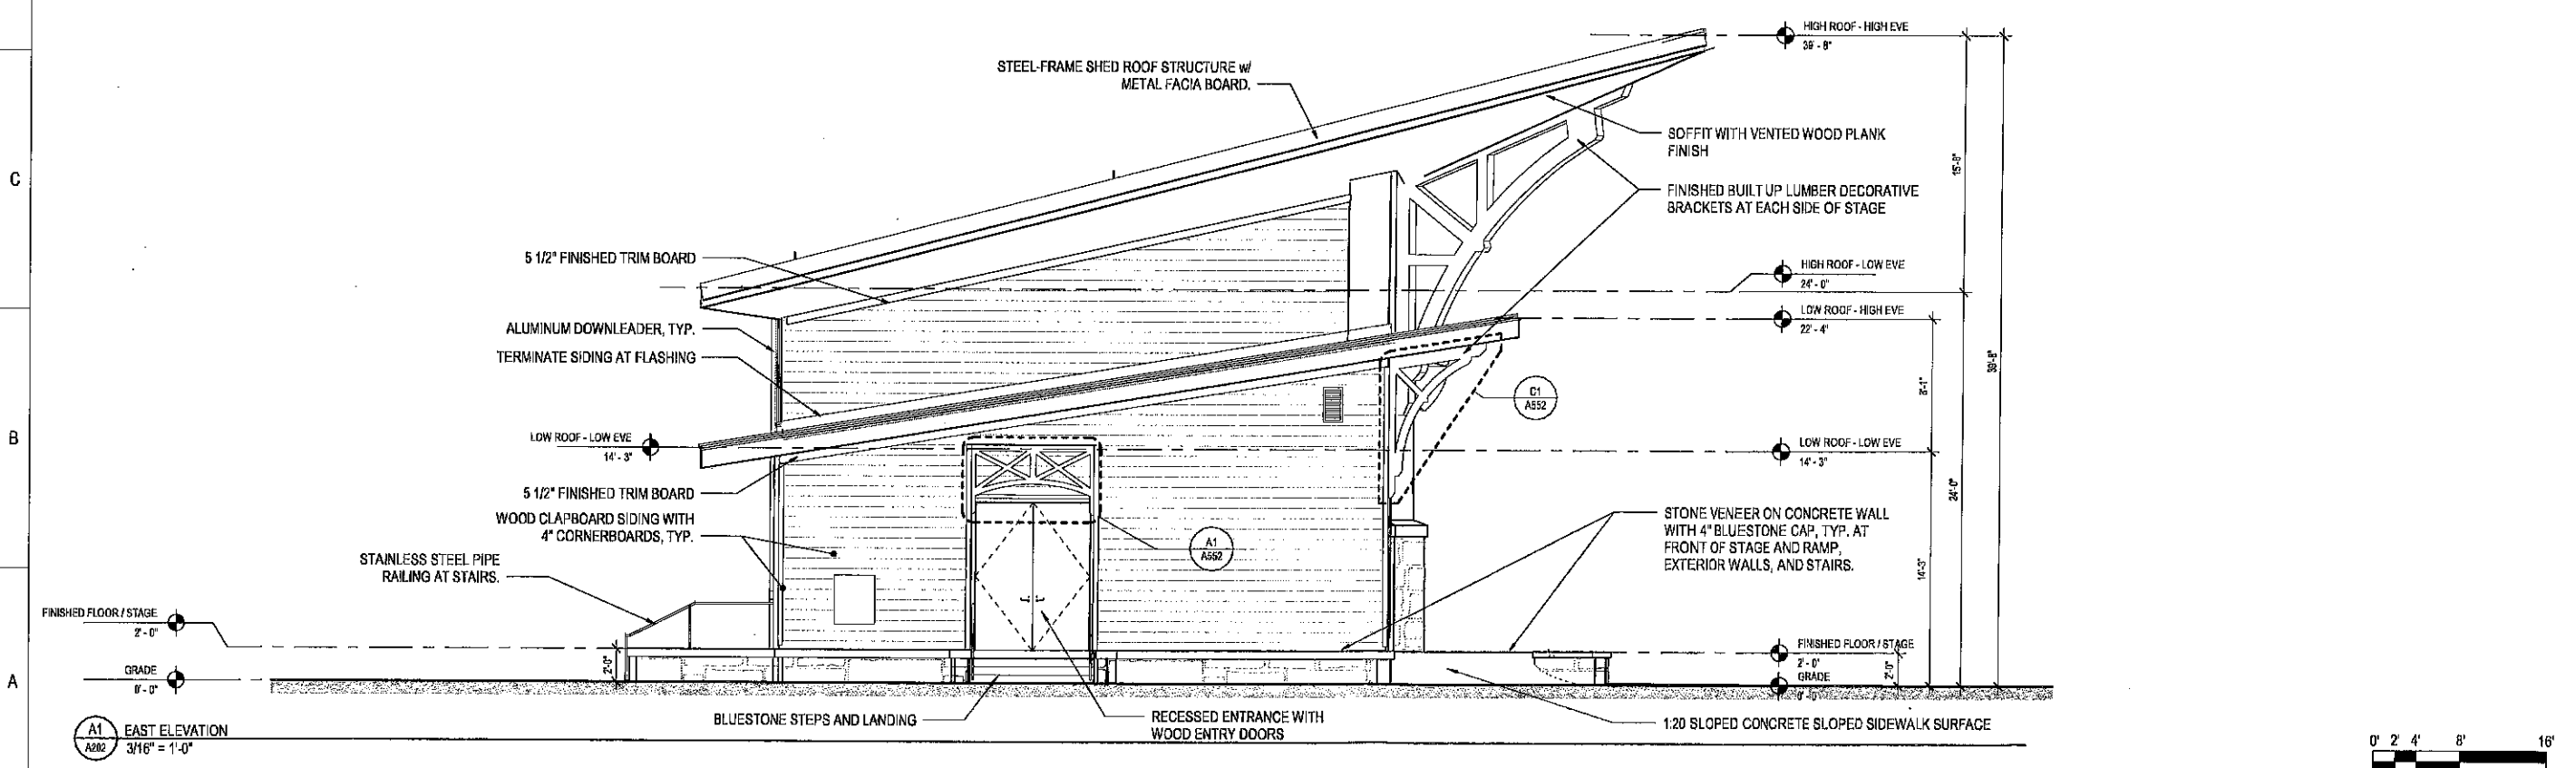 HIGH ROOF - HIGH EVE
39' - 8"
STEEL-FRAME SHED ROOF STRUCTURE w/
METAL FACIA BOARD.
SOFFIT WITH VENTED WOOD PLANK
FINISH
15'-8"
C
FINISHED BUILT UP LUMBER DECORATIVE
BRACKETS AT EACH SIDE OF STAGE
5 1/2" FINISHED TRIM BOARD
HIGH ROOF - LOW EVE
24' - 0"
LOW ROOF - HIGH EVE
22' - 4"
ALUMINUM DOWNLEADER, TYP.
TERMINATE SIDING AT FLASHING
39'-8"
8'-1"
C1
A552
B
LOW ROOF - LOW EVE
14' - 3"
LOW ROOF - LOW EVE
14' - 3"
24'-0"
5 1/2" FINISHED TRIM BOARD
WOOD CLAPBOARD SIDING WITH
4" CORNERBOARDS, TYP.
STONE VENEER ON CONCRETE WALL
WITH 4" BLUESTONE CAP, TYP. AT
FRONT OF STAGE AND RAMP,
EXTERIOR WALLS, AND STAIRS.
A1
A552
STAINLESS STEEL PIPE
RAILING AT STAIRS.
14'-3"
FINISHED FLOOR / STAGE
2' - 0"
FINISHED FLOOR / STAGE
2' - 0"
GRADE
0' - 0"
2'-0"
2'-0"
GRADE
0' - 0"
A
BLUESTONE STEPS AND LANDING
RECESSED ENTRANCE WITH
WOOD ENTRY DOORS
1:20 SLOPED CONCRETE SLOPED SIDEWALK SURFACE
A1
A202
EAST ELEVATION
3/16" = 1'-0"
0' 2' 4' 8' 16'